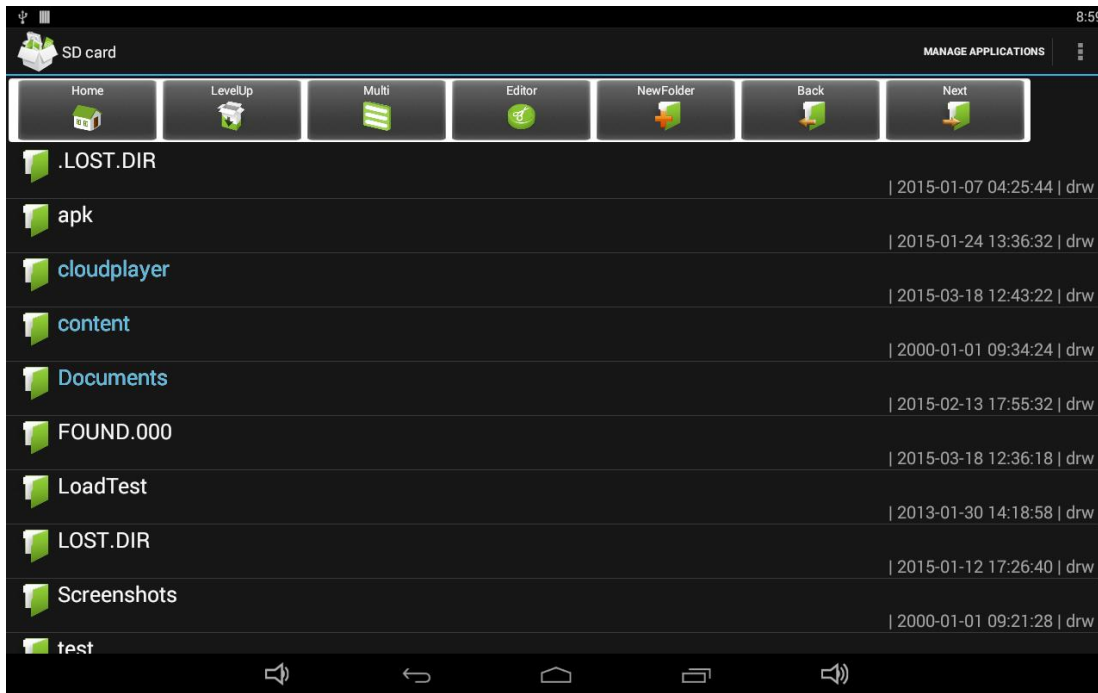 8:59
SD card
MANAGE APPLICATIONS
Home LevelUp Multi Editor NewFolder Back Next
.LOST.DIR
| 2015-01-07 04:25:44 | drw
apk
| 2015-01-24 13:36:32 | drw
cloudplayer
| 2015-03-18 12:43:22 | drw
content
| 2000-01-01 09:34:24 | drw
Documents
| 2015-02-13 17:55:32 | drw
FOUND.000
| 2015-03-18 12:36:18 | drw
LoadTest
| 2013-01-30 14:18:58 | drw
LOST.DIR
| 2015-01-12 17:26:40 | drw
Screenshots
| 2000-01-01 09:21:28 | drw
test